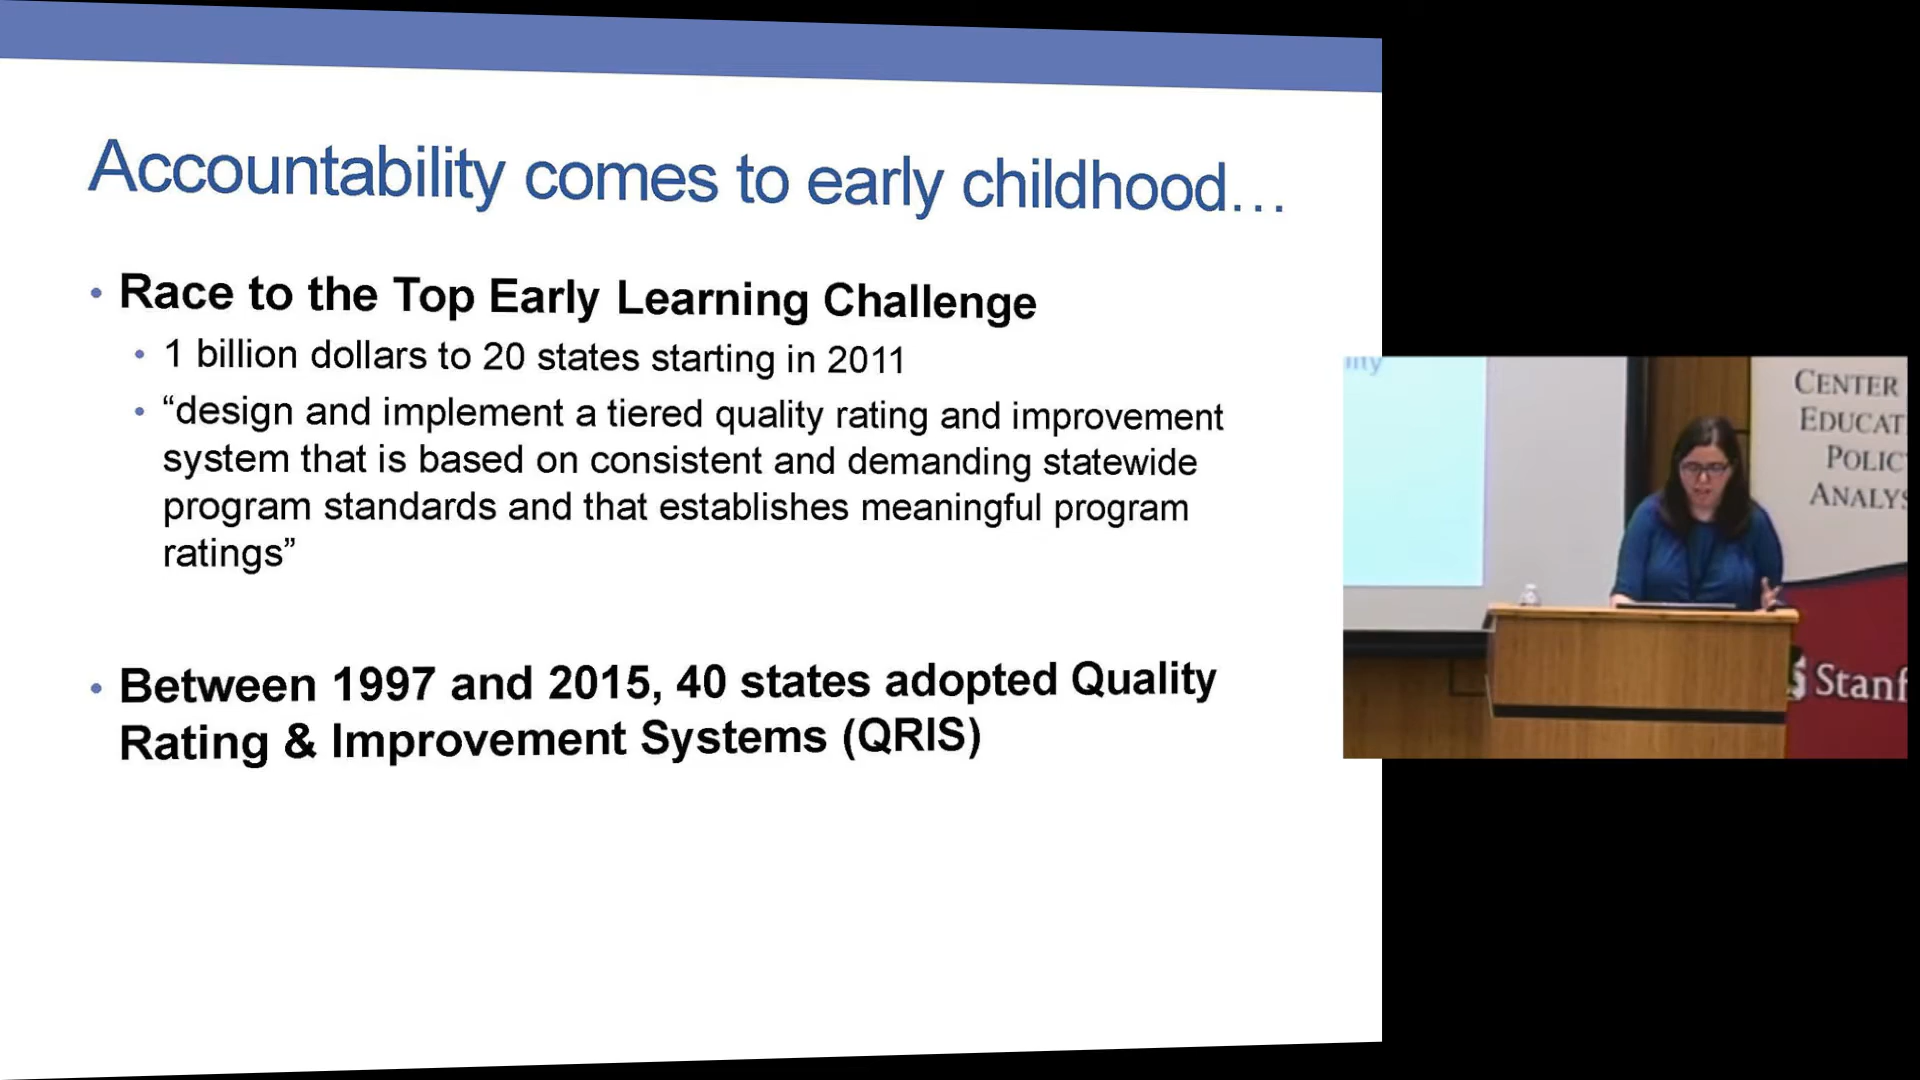 Accountability comes to early childhood…
• Race to the Top Early Learning Challenge
• 1 billion dollars to 20 states starting in 2011
• “design and implement a tiered quality rating and improvement
system that is based on consistent and demanding statewide
program standards and that establishes meaningful program
ratings”
• Between 1997 and 2015, 40 states adopted Quality
Rating & Improvement Systems (QRIS)
CENTER
EDUCAT
POLIC
ANALYS
Stanf